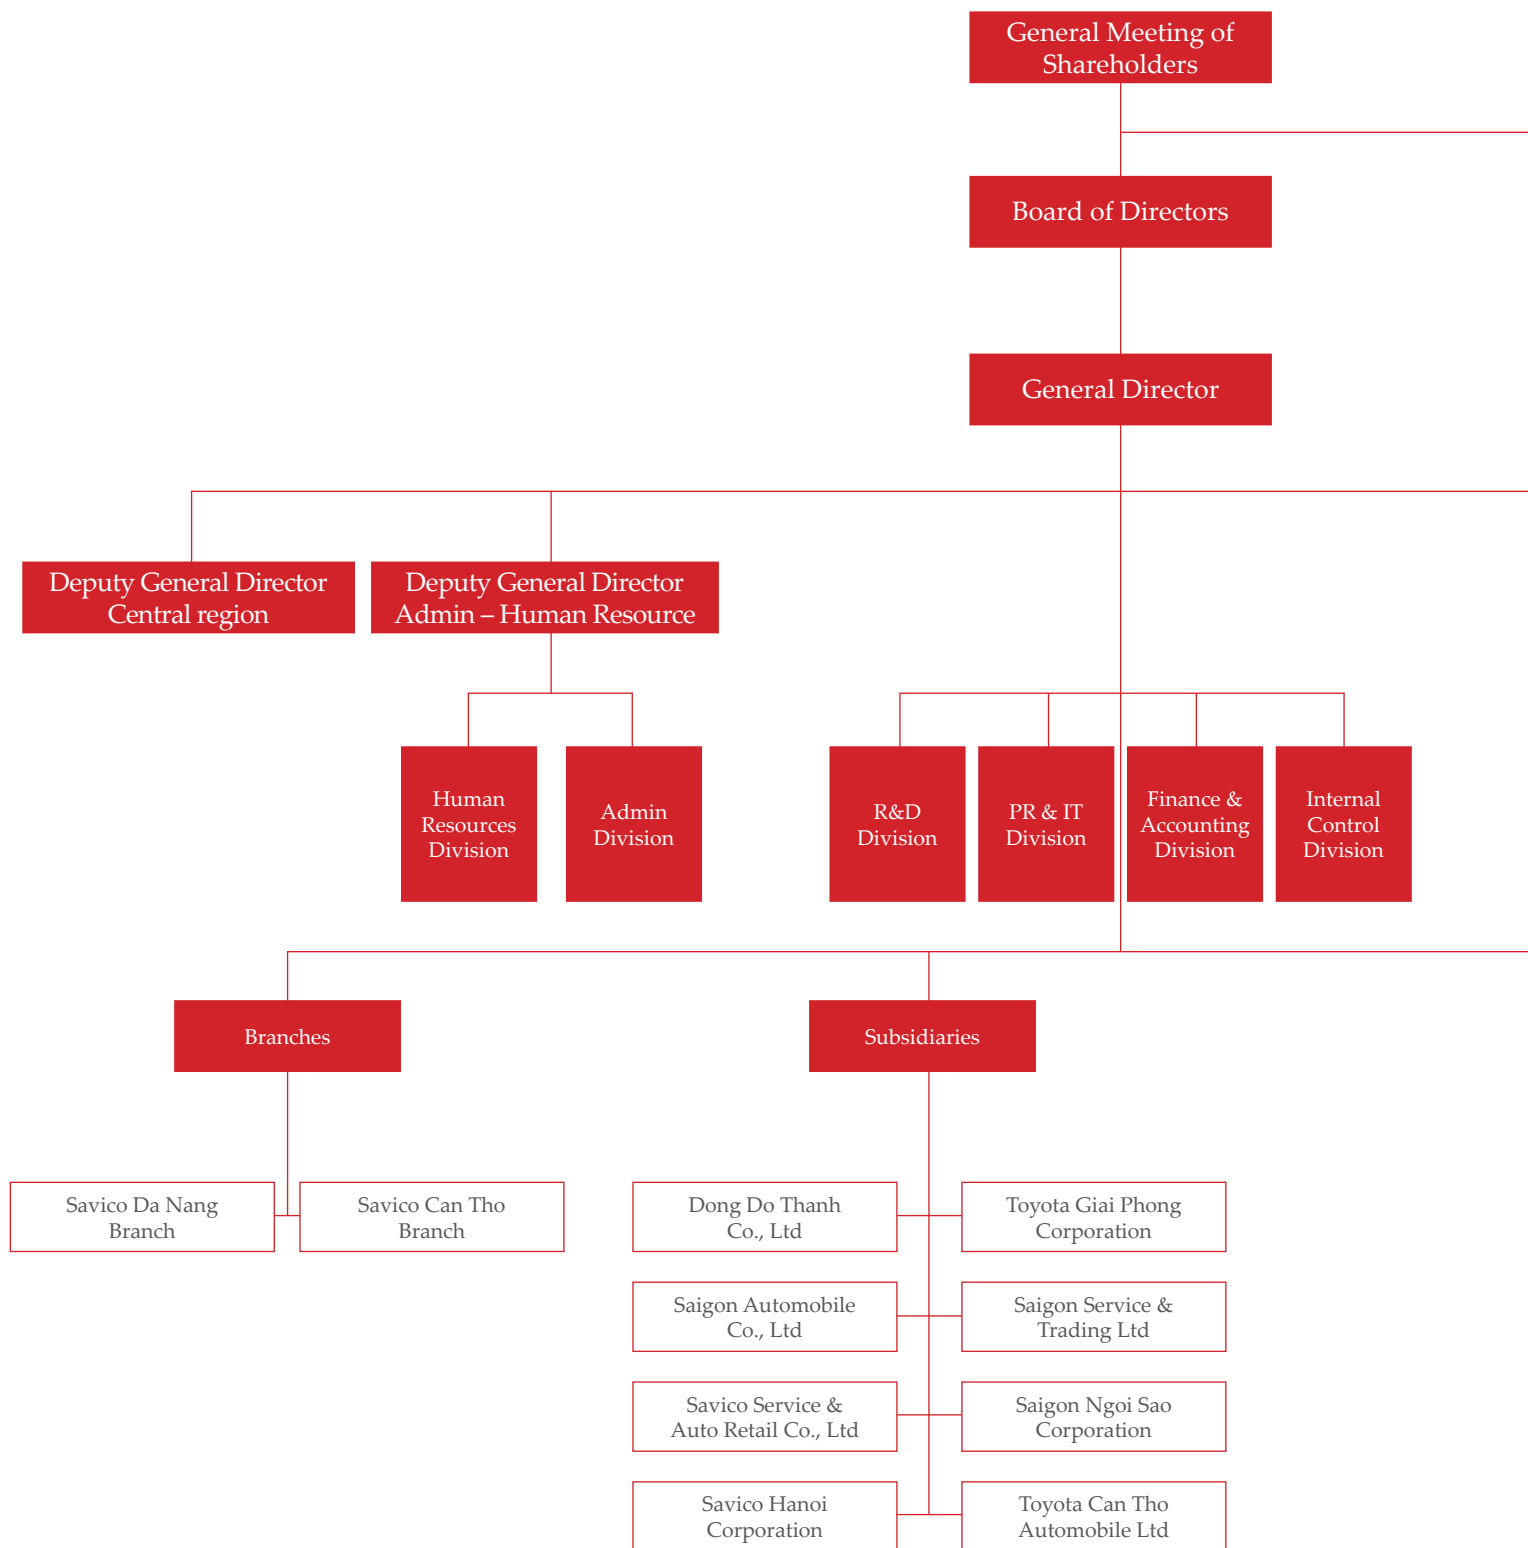 General Meeting of
Shareholders
Board of Directors
General Director
Deputy General Director
Central region
Deputy General Director
Admin – Human Resource
Human
Resources
Division
Admin
Division
R&D
Division
PR & IT
Division
Finance &
Accounting
Division
Internal
Control
Division
Branches
Subsidiaries
Savico Da Nang
Branch
Savico Can Tho
Branch
Dong Do Thanh
Co., Ltd
Toyota Giai Phong
Corporation
Saigon Automobile
Co., Ltd
Saigon Service &
Trading Ltd
Savico Service &
Auto Retail Co., Ltd
Saigon Ngoi Sao
Corporation
Savico Hanoi
Corporation
Toyota Can Tho
Automobile Ltd